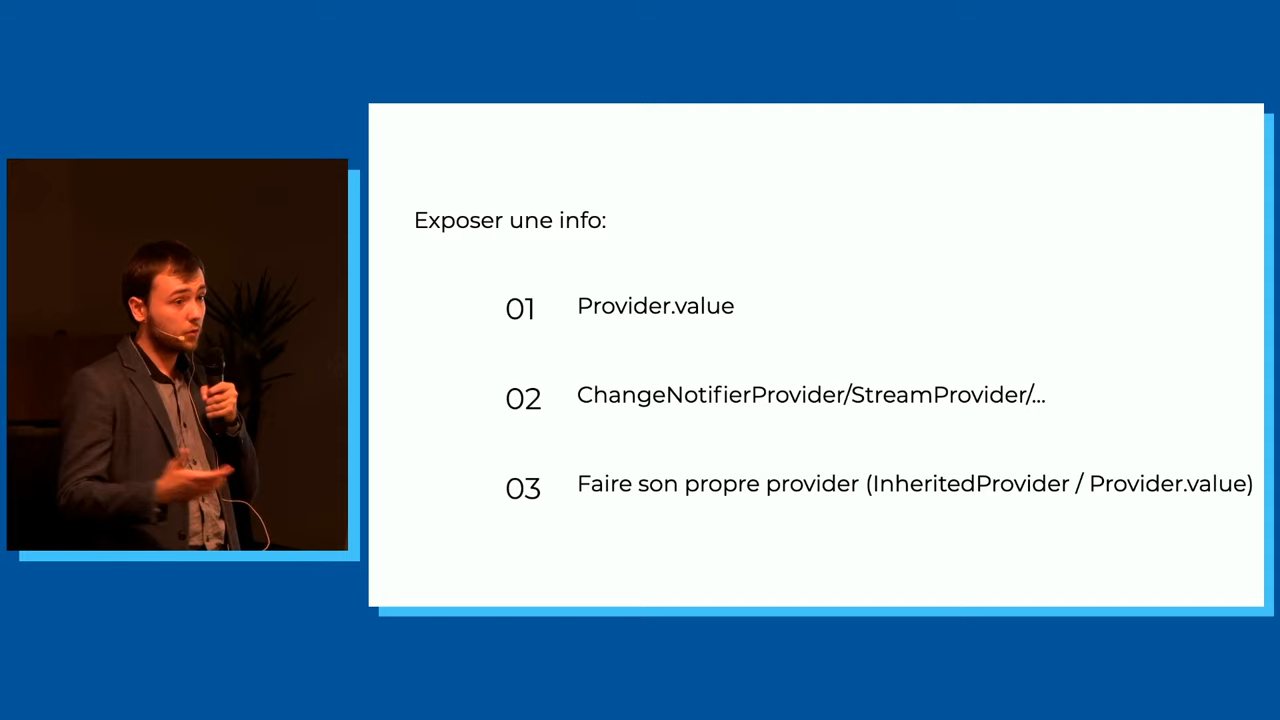 Exposer une info:
01 Provider.value
02 ChangeNotifierProvider/StreamProvider/...
03 Faire son propre provider (InheritedProvider / Provider.value)